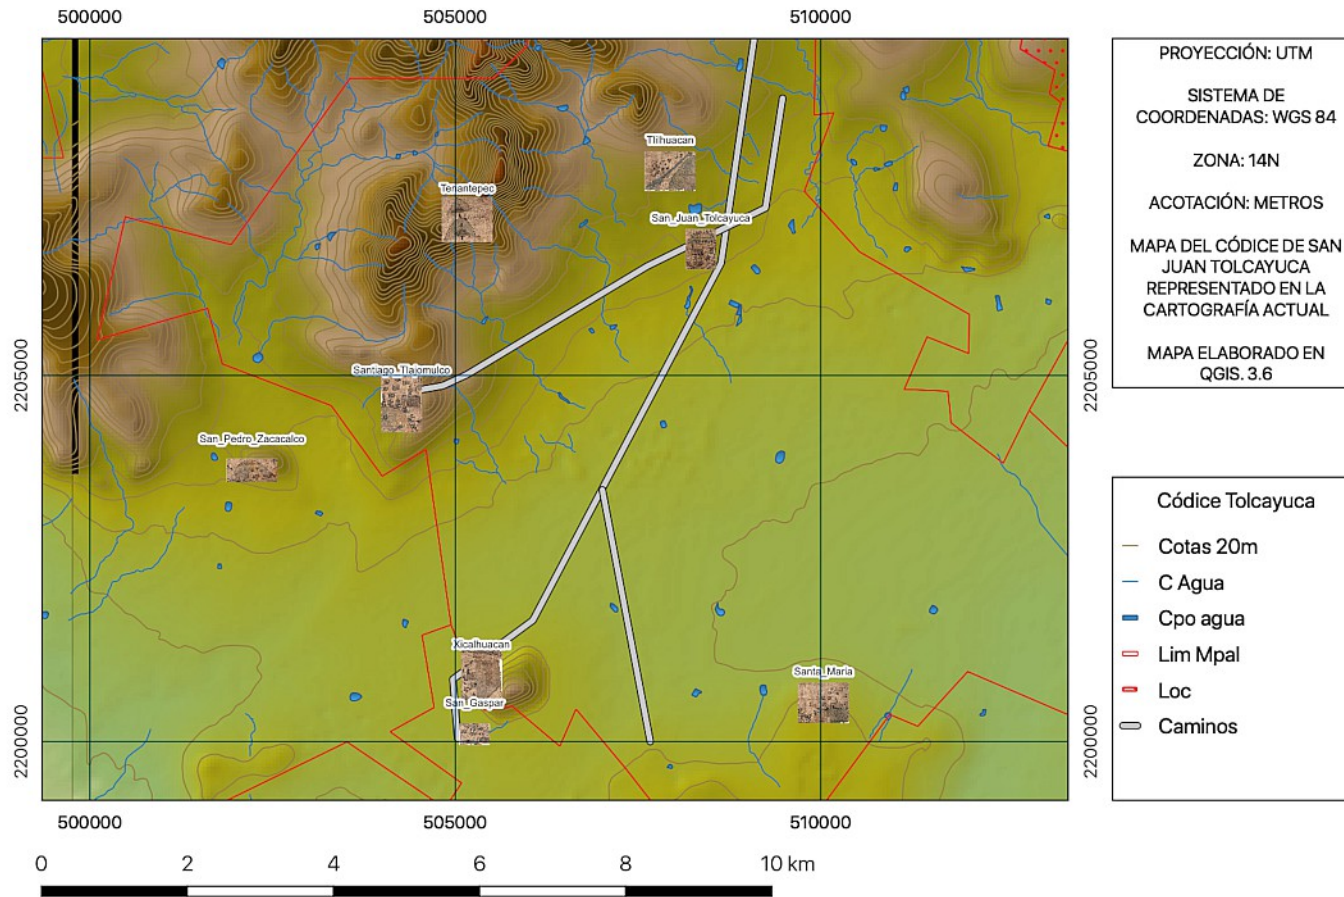 500000
505000
510000
PROYECCIÓN: UTM
SISTEMA DE
COORDENADAS: WGS 84
ZONA: 14N
ACOTACIÓN: METROS
MAPA DEL CÓDICE DE SAN
JUAN TOLCAYUCA
REPRESENTADO EN LA
CARTOGRAFÍA ACTUAL
MAPA ELABORADO EN
QGIS. 3.6
Tlilhuacan
Tenantepec
San_Juan_Tolcayuca
2205000
2205000
Santiago_Tlajomulco
San_Pedro_Zacacalco
Xicalhuacan
San_Gaspar
Santa_María
2200000
2200000
Códice Tolcayuca
Cotas 20m
C Agua
Cpo agua
Lim Mpal
Loc
Caminos
500000
505000
510000
0
2
4
6
8
10 km